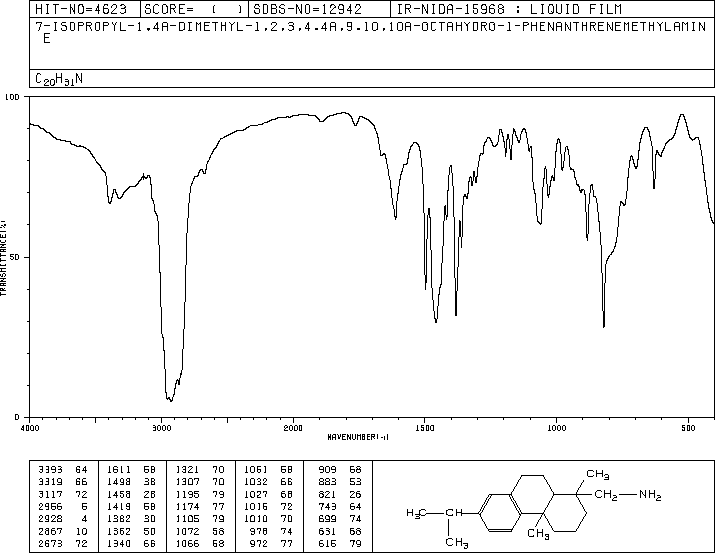 HIT-NO=4623 SCORE= ( ) SDBS-NO=12942 IR-NIDA-15968 : LIQUID FILM
7-ISOPROPYL-1,4A-DIMETHYL-1,2,3,4,4A,9,10,10A-OCTAHYDRO-1-PHENANTHRENEMETHYLAMIN
E
C20H31N
100
TRANSMITTANCE(%)
50
0
4000 3000 2000 1500 1000 500
WAVENUMBER(-1)
3393 64 1611 68 1321 70 1061 68 909 68
3319 66 1498 38 1307 70 1032 66 883 53
3117 72 1458 28 1195 79 1027 68 821 26
2966 6 1419 68 1174 77 1016 72 743 64
2928 4 1382 30 1105 79 1010 70 699 74
2867 10 1362 50 1072 58 978 74 631 68
2673 72 1340 66 1066 58 972 77 616 79
CH3
CH2 NH2
H3C
CH3
CH3